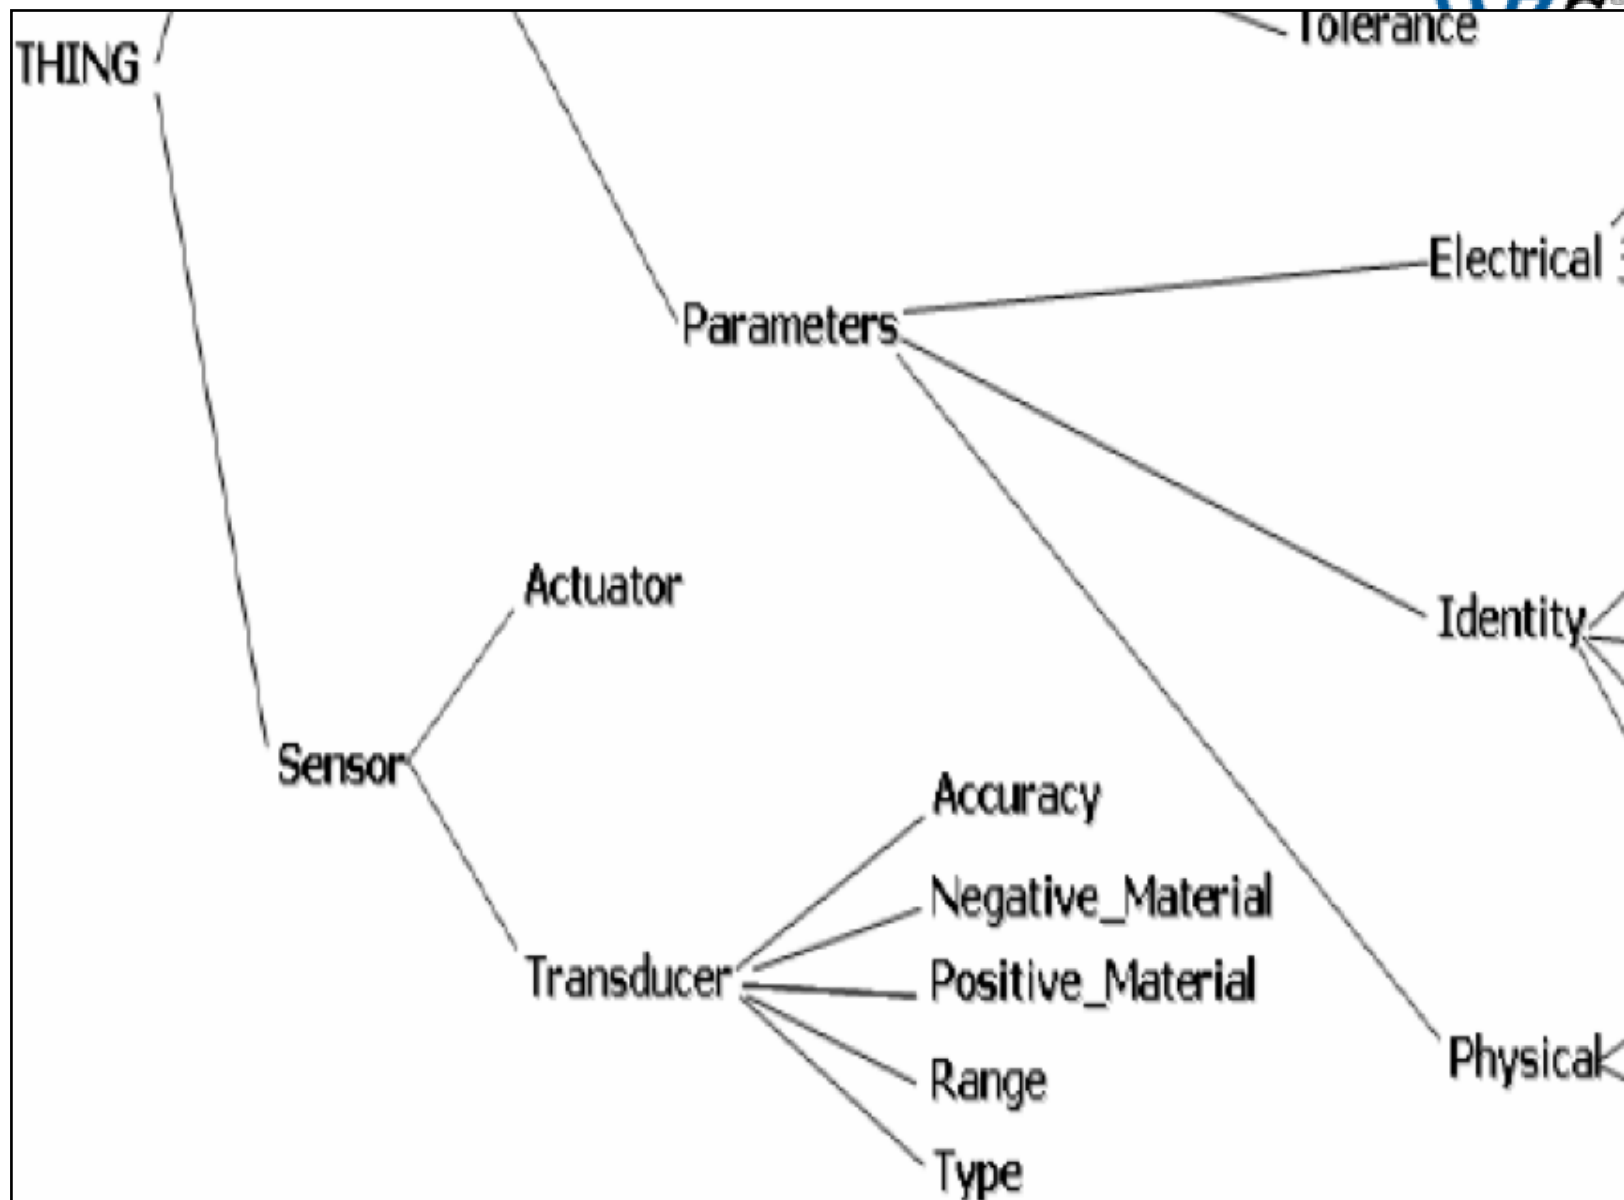 Tolerance
THING
Electrical
Parameters
Actuator
Identity
Sensor
Accuracy
Negative_Material
Transducer
Positive_Material
Physical
Range
Type